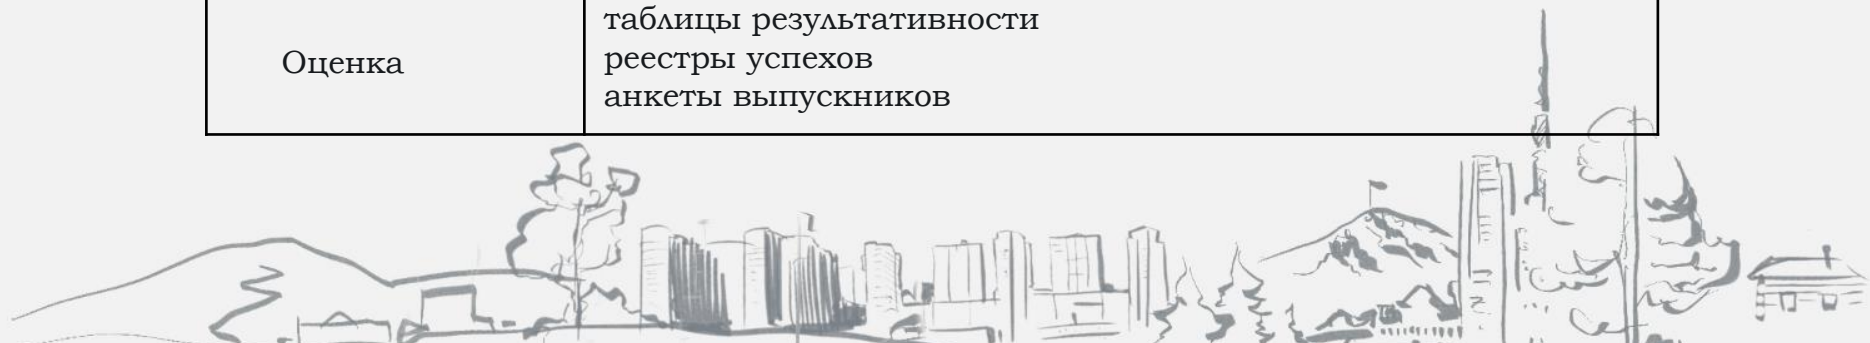 таблицы результативности
Оценка
реестры успехов
анкеты выпускников